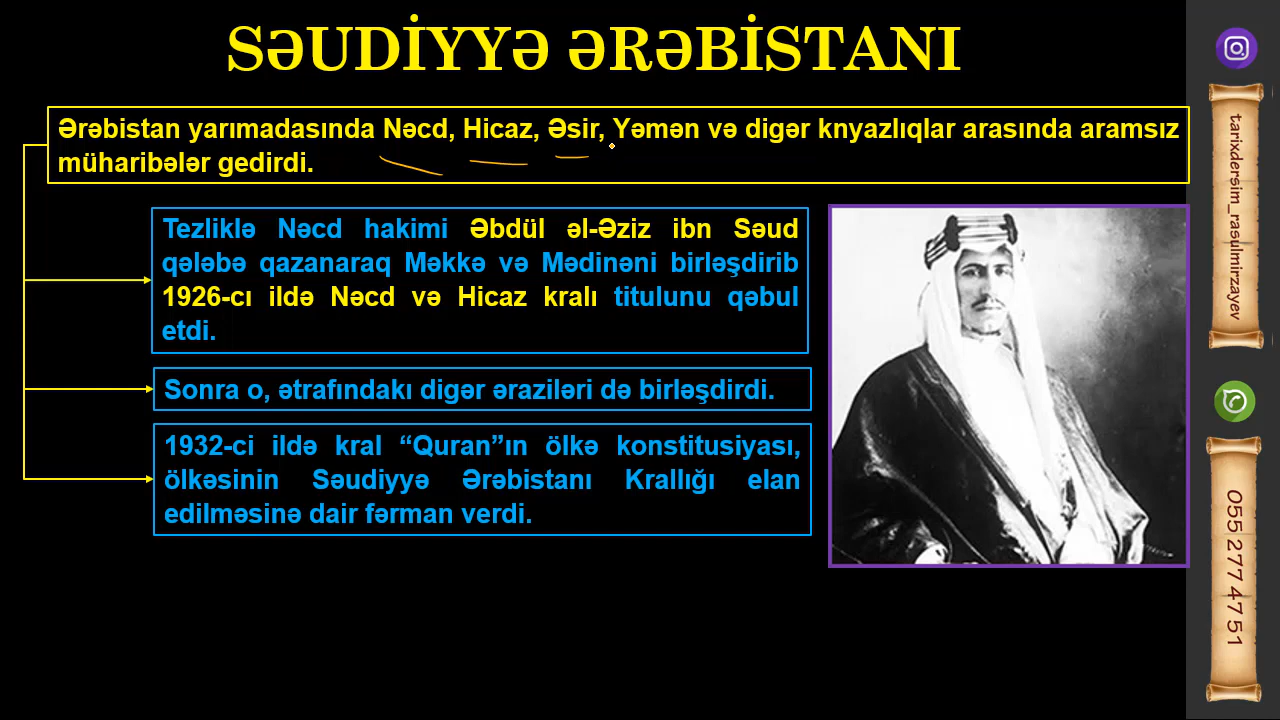 SƏUDİYYƏ ƏRƏBİSTANI
Ərəbistan yarımadasında Nəcd, Hicaz, Əsir, Yəmən və digər knyazlıqlar arasında aramsız
müharibələr gedirdi.
Tezliklə Nəcd hakimi Əbdül əl-Əziz ibn Səud
qələbə qazanaraq Məkkə və Mədinəni birləşdirib
1926-cı ildə Nəcd və Hicaz kralı titulunu qəbul
etdi.
Sonra o, ətrafındakı digər əraziləri də birləşdirdi.
1932-ci ildə kral “Quran”ın ölkə konstitusiyası,
ölkəsinin Səudiyyə Ərəbistanı Krallığı elan
edilməsinə dair fərman verdi.
tarixdersim_rasulmirzayev
055 277 47 51